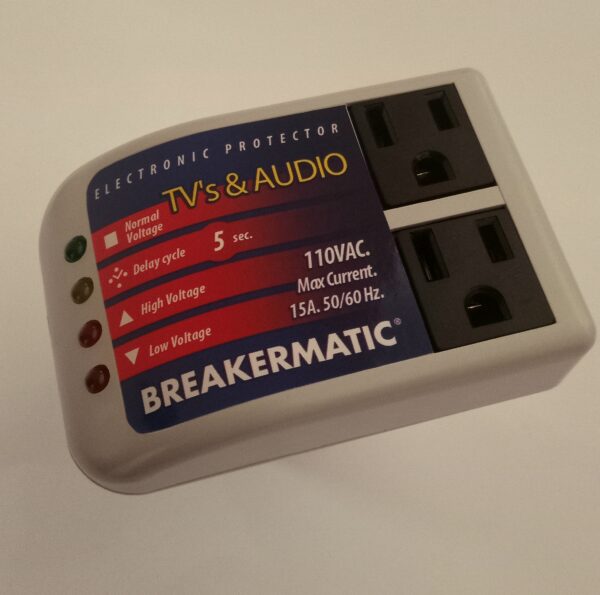 ELECTRONIC PROTECTOR
TV's & AUDIO
Normal
Voltage
Delay cycle 5 sec.
High Voltage
Low Voltage
110VAC.
Max Current.
15A. 50/60 Hz.
BREAKERMATIC®